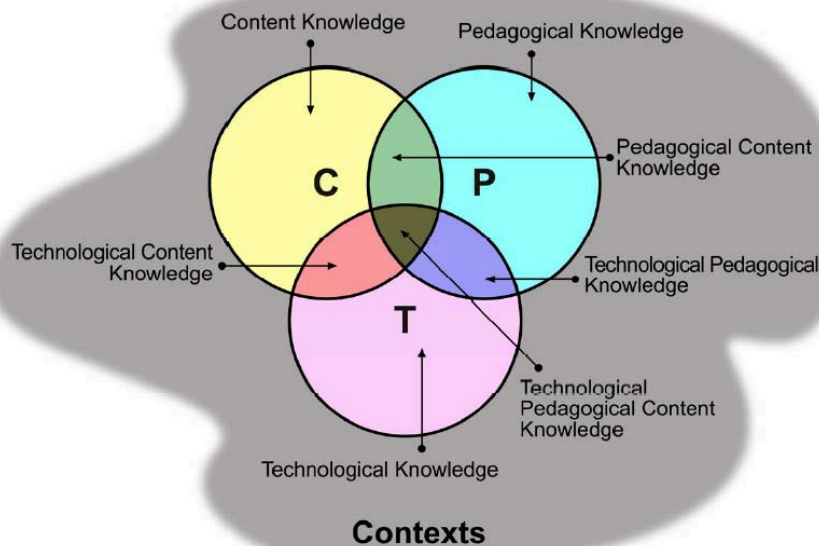 Content Knowledge
Pedagogical Knowledge
Pedagogical Content
Knowledge
C
P
Technological Content
Knowledge
Technological Pedagogical
Knowledge
T
Technological
Pedagogical Content
Knowledge
Technological Knowledge
Contexts